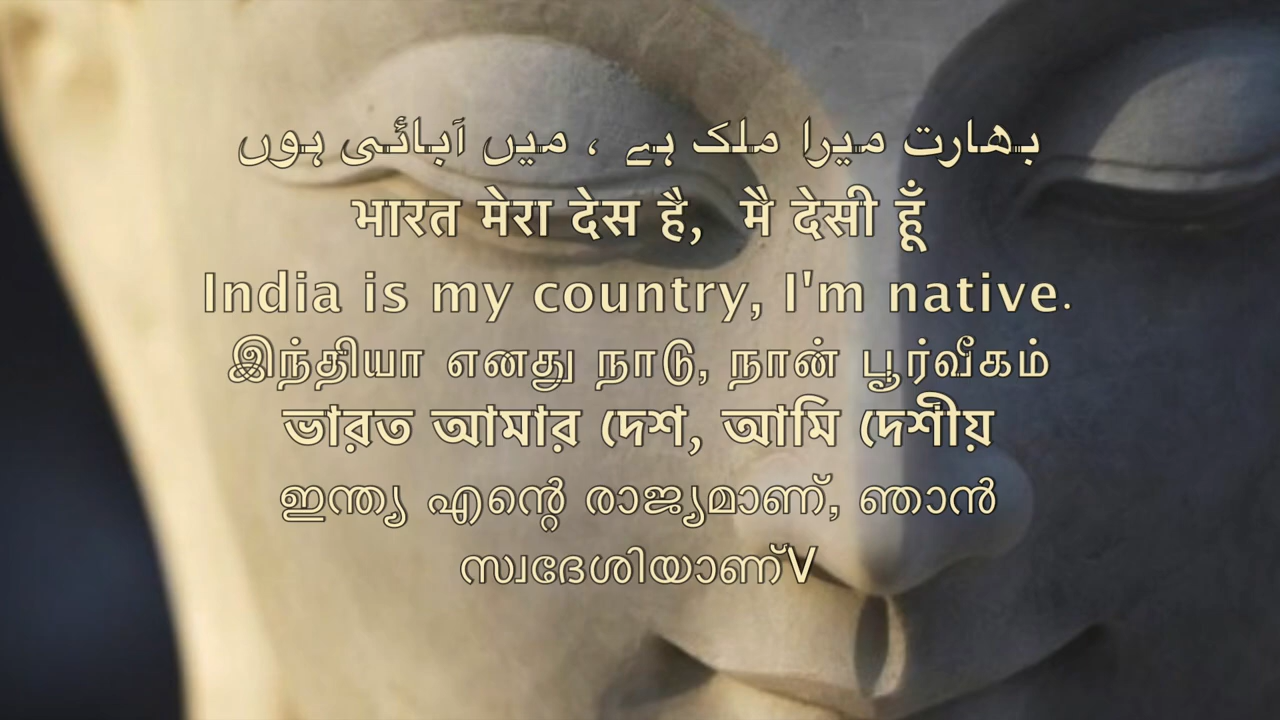 بھارت میرا ملک ہے ، میں آبائی ہوں
भारत मेरा देस है, मै देसी हूँ
India is my country, I'm native.
இந்தியா எனது நாடு, நான் பூர்வீகம்
ভারত আমার দেশ, আমি দেশীয়
ഇന്ത്യ എന്റെ രാജ്യമാണ്, ഞാൻ
സ്വദേശിയാണ്V